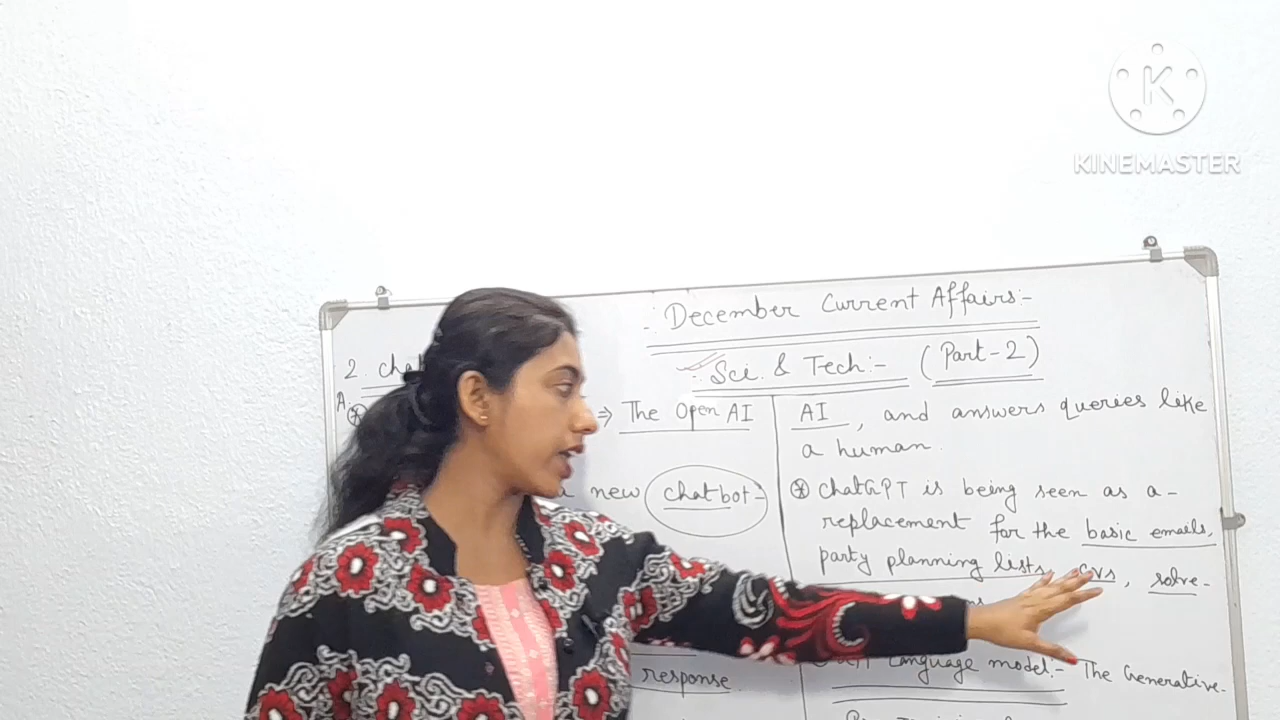 KINEMASTER
December Current Affairs:-
Sci. & Tech:- (Part-2)
2 cha
A. ⊛ ⇒ The Open AI
new chatbot-
response
AI, and answers queries like
a human.
⊛ ChatGPT is being seen as a-
replacement for the basic emails,
party planning lists, CVs, solve-
Language model:- The Generative-